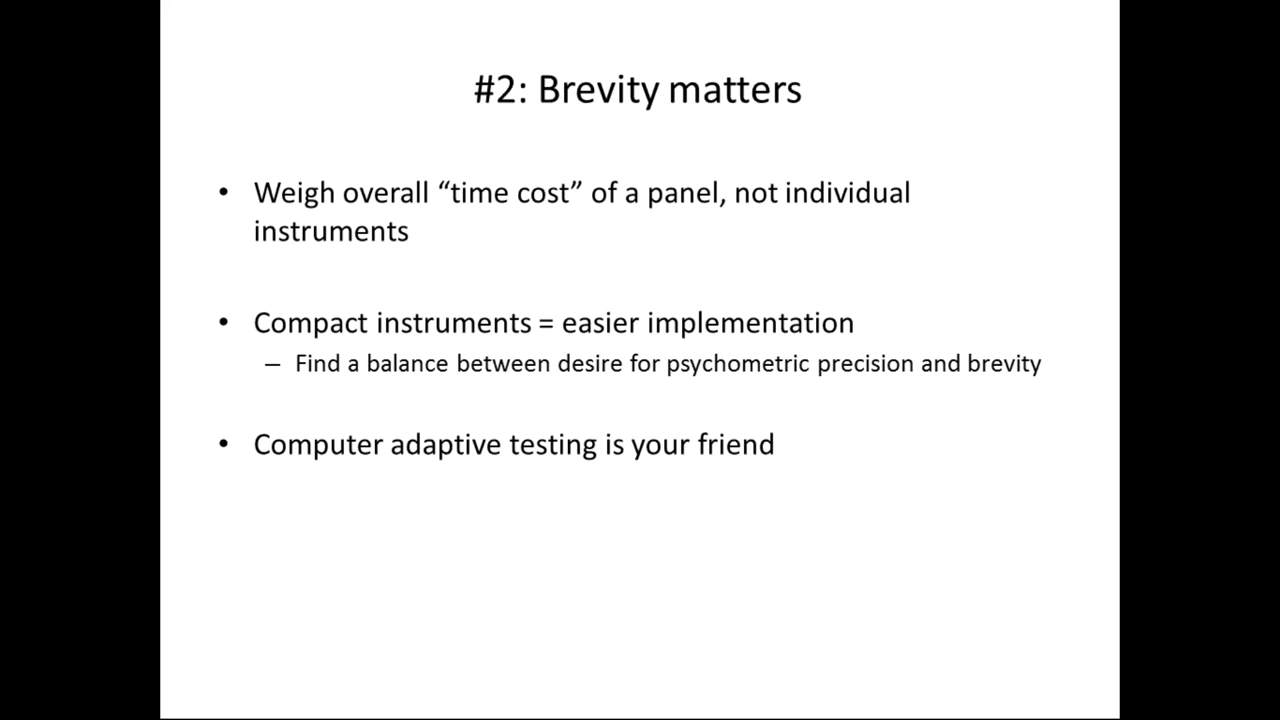 #2: Brevity matters
• Weigh overall “time cost” of a panel, not individual
instruments
• Compact instruments = easier implementation
– Find a balance between desire for psychometric precision and brevity
• Computer adaptive testing is your friend